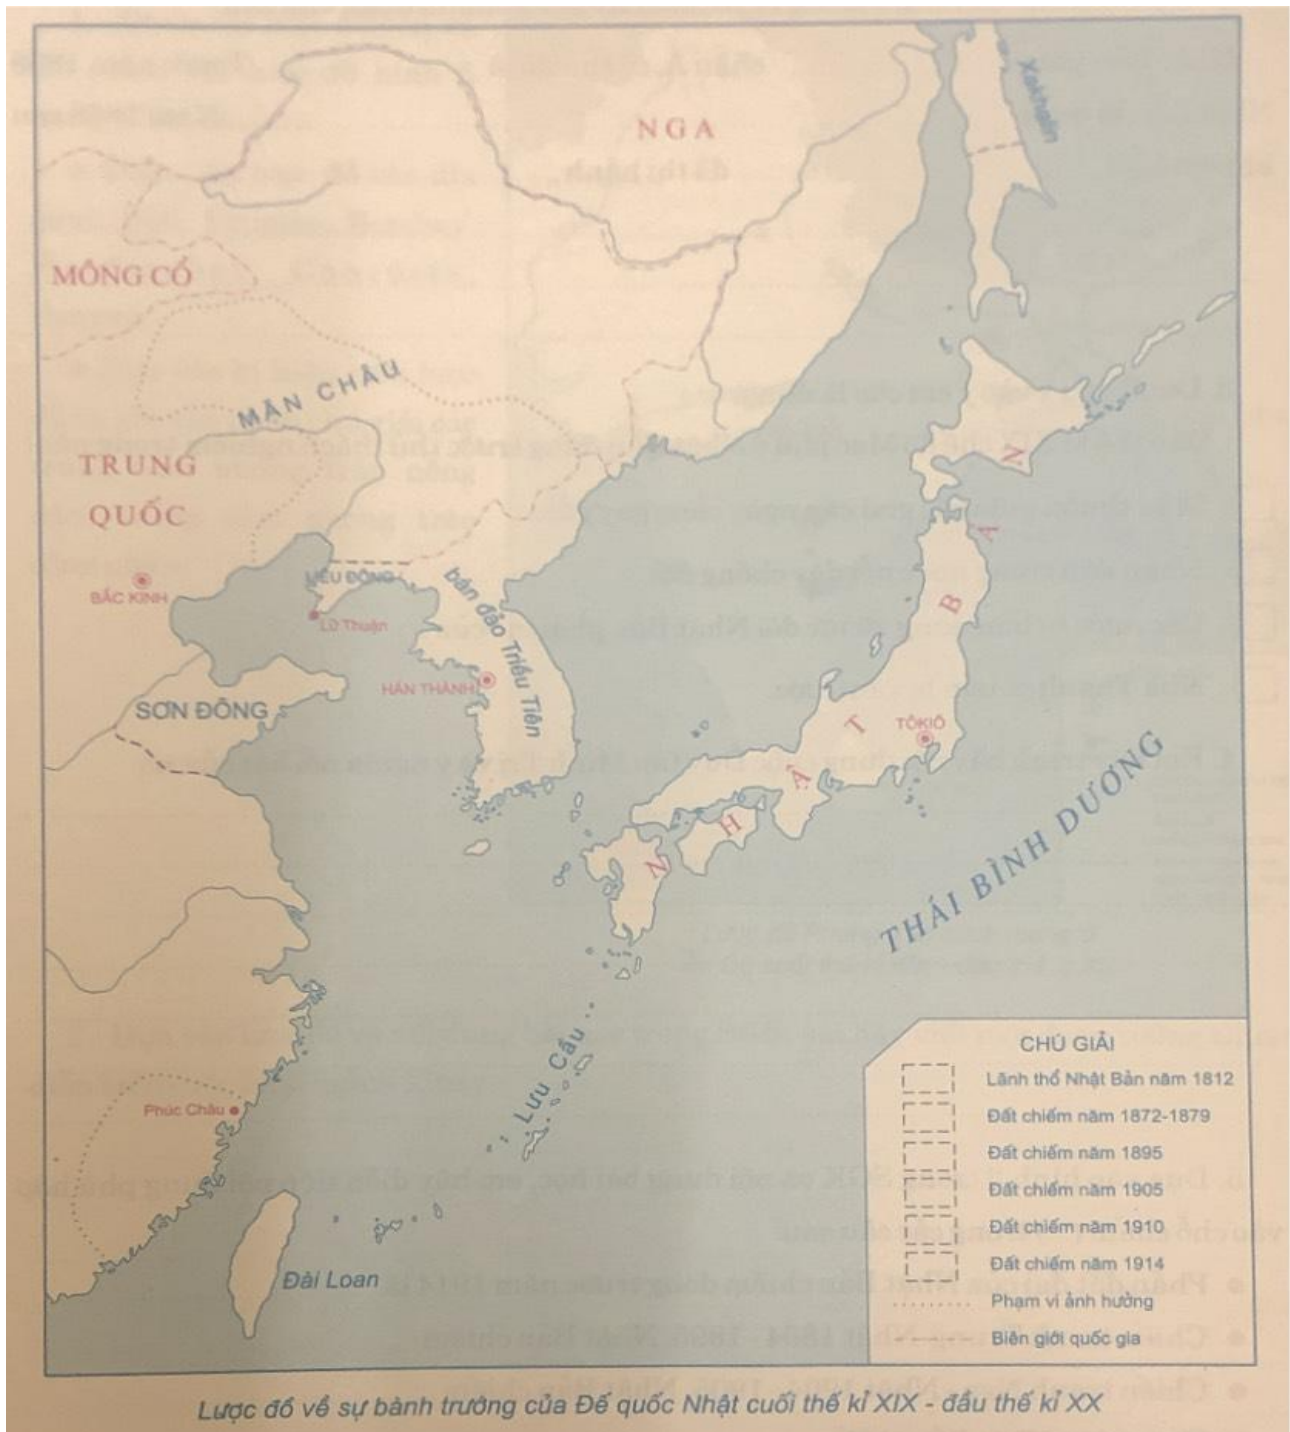 NGA
Xakhalin
MÔNG CỔ
MÃN CHÂU
TRUNG
QUỐC
BẮC KINH
LIÊU ĐÔNG
Lữ Thuận
bán đảo Triều Tiên
HÁN THÀNH
SƠN ĐÔNG
NHẬT BẢN
TÔKIÔ
THÁI BÌNH DƯƠNG
Lưu Cầu
Phúc Châu
Đài Loan
CHÚ GIẢI
Lãnh thổ Nhật Bản năm 1812
Đất chiếm năm 1872-1879
Đất chiếm năm 1895
Đất chiếm năm 1905
Đất chiếm năm 1910
Đất chiếm năm 1914
Phạm vi ảnh hưởng
Biên giới quốc gia
Lược đồ về sự bành trướng của Đế quốc Nhật cuối thế kỉ XIX - đầu thế kỉ XX